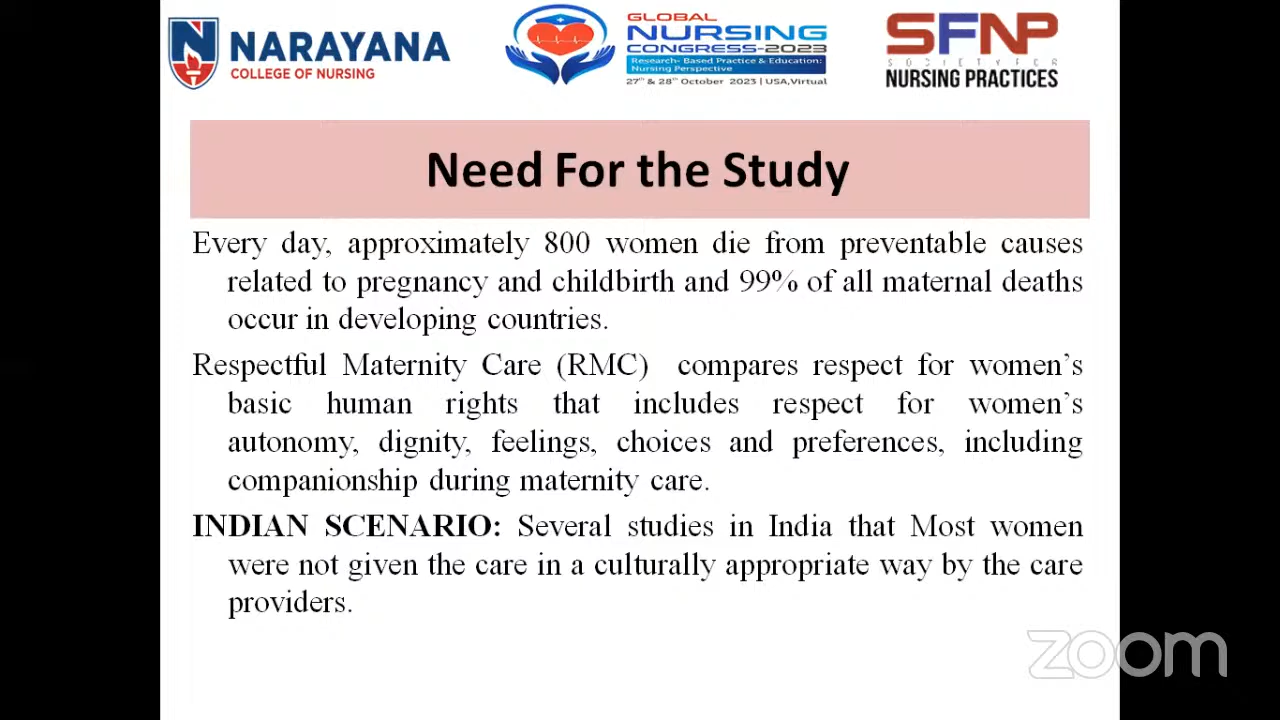 NARAYANA
COLLEGE OF NURSING
GLOBAL
NURSING
CONGRESS-2023
Research- Based Practice & Education:
Nursing Perspective
27th & 28th October 2023 | USA,Virtual
SFNP
SOCIETY FOR
NURSING PRACTICES
Need For the Study
Every day, approximately 800 women die from preventable causes
related to pregnancy and childbirth and 99% of all maternal deaths
occur in developing countries.
Respectful Maternity Care (RMC) compares respect for women's
basic human rights that includes respect for women's
autonomy, dignity, feelings, choices and preferences, including
companionship during maternity care.
INDIAN SCENARIO: Several studies in India that Most women
were not given the care in a culturally appropriate way by the care
providers.
zoom